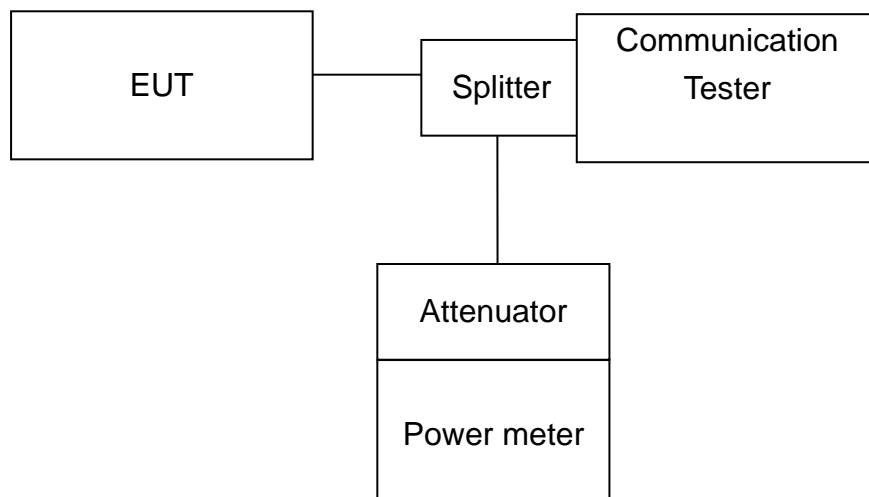 EUT
Splitter
Communication
Tester
Attenuator
Power meter